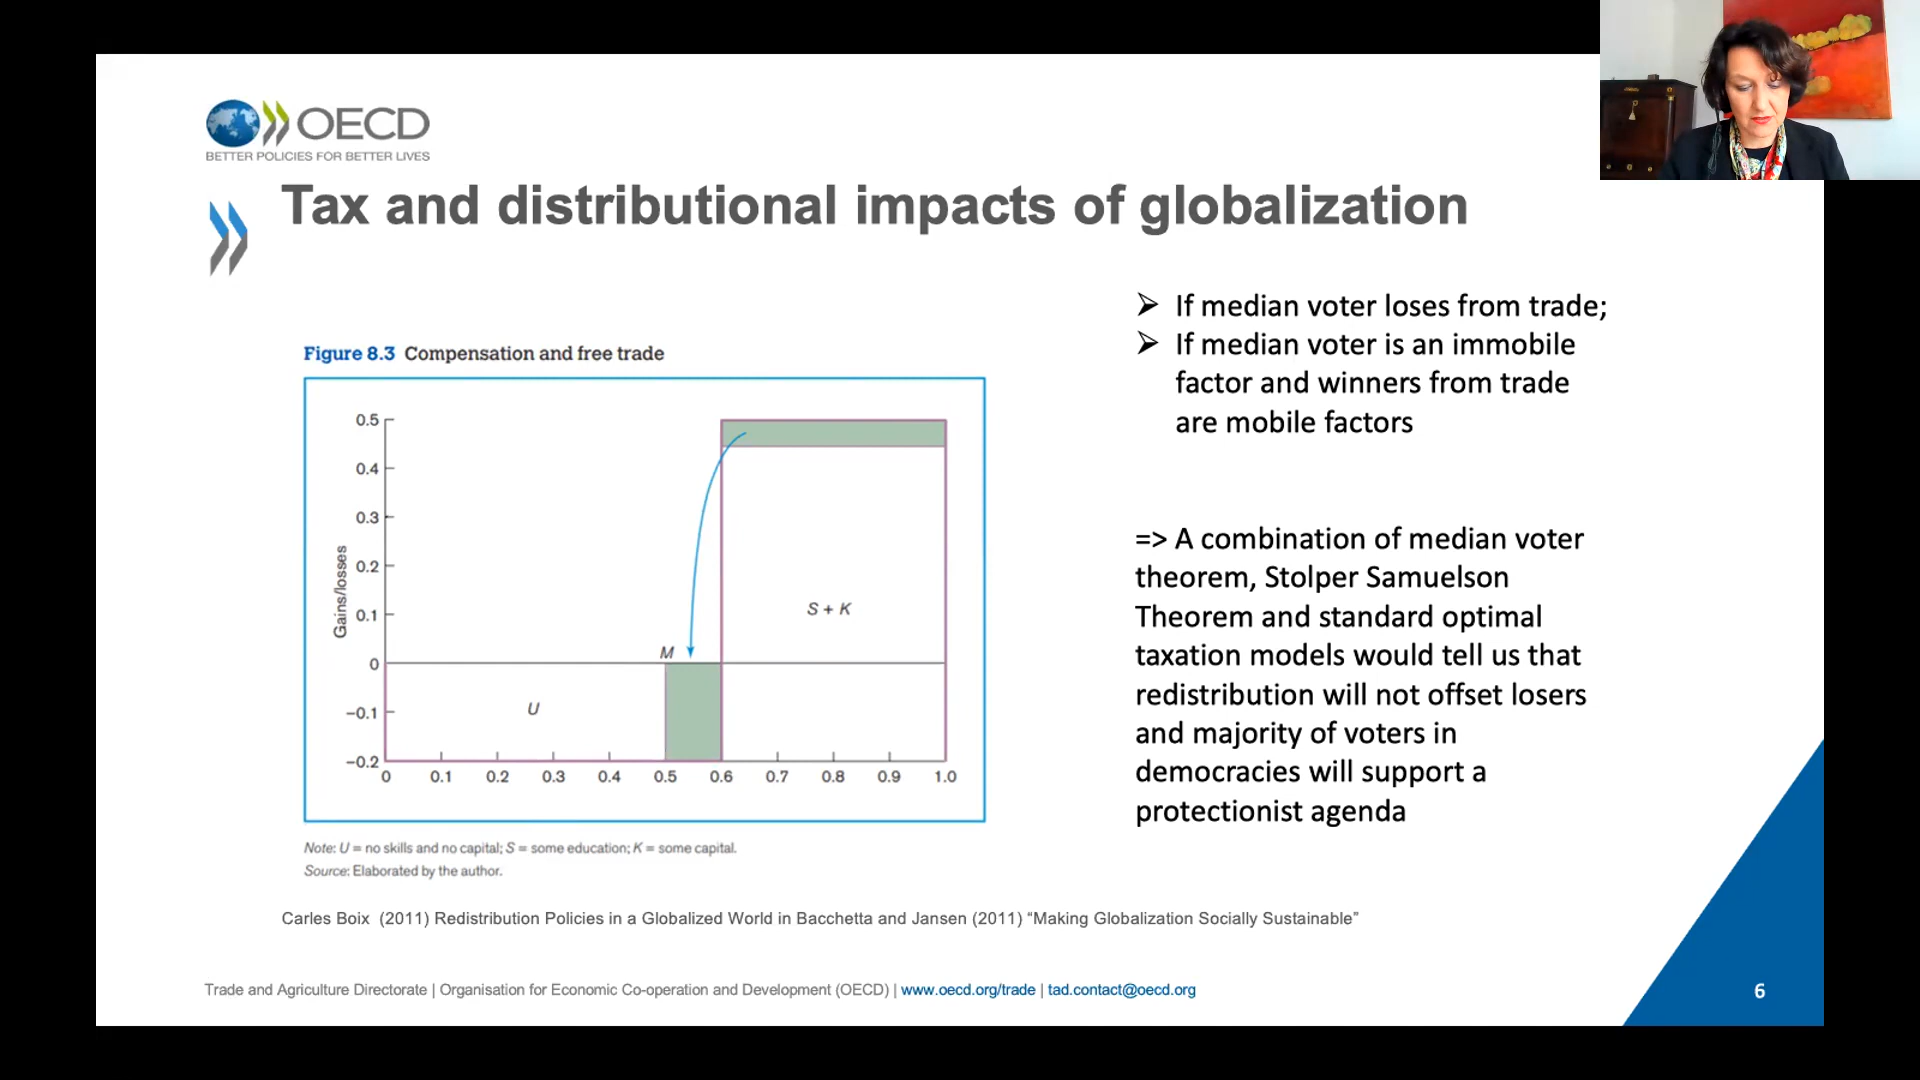 OECD
BETTER POLICIES FOR BETTER LIVES
Tax and distributional impacts of globalization
Figure 8.3 Compensation and free trade
Gains/losses
0.5
0.4
0.3
0.2
0.1
0
−0.1
−0.2
M
U
S + K
0 0.1 0.2 0.3 0.4 0.5 0.6 0.7 0.8 0.9 1.0
Note: U = no skills and no capital; S = some education; K = some capital.
Source: Elaborated by the author.
➢ If median voter loses from trade;
➢ If median voter is an immobile
factor and winners from trade
are mobile factors
=> A combination of median voter
theorem, Stolper Samuelson
Theorem and standard optimal
taxation models would tell us that
redistribution will not offset losers
and majority of voters in
democracies will support a
protectionist agenda
Carles Boix (2011) Redistribution Policies in a Globalized World in Bacchetta and Jansen (2011) “Making Globalization Socially Sustainable”
Trade and Agriculture Directorate | Organisation for Economic Co-operation and Development (OECD) | www.oecd.org/trade | tad.contact@oecd.org
6